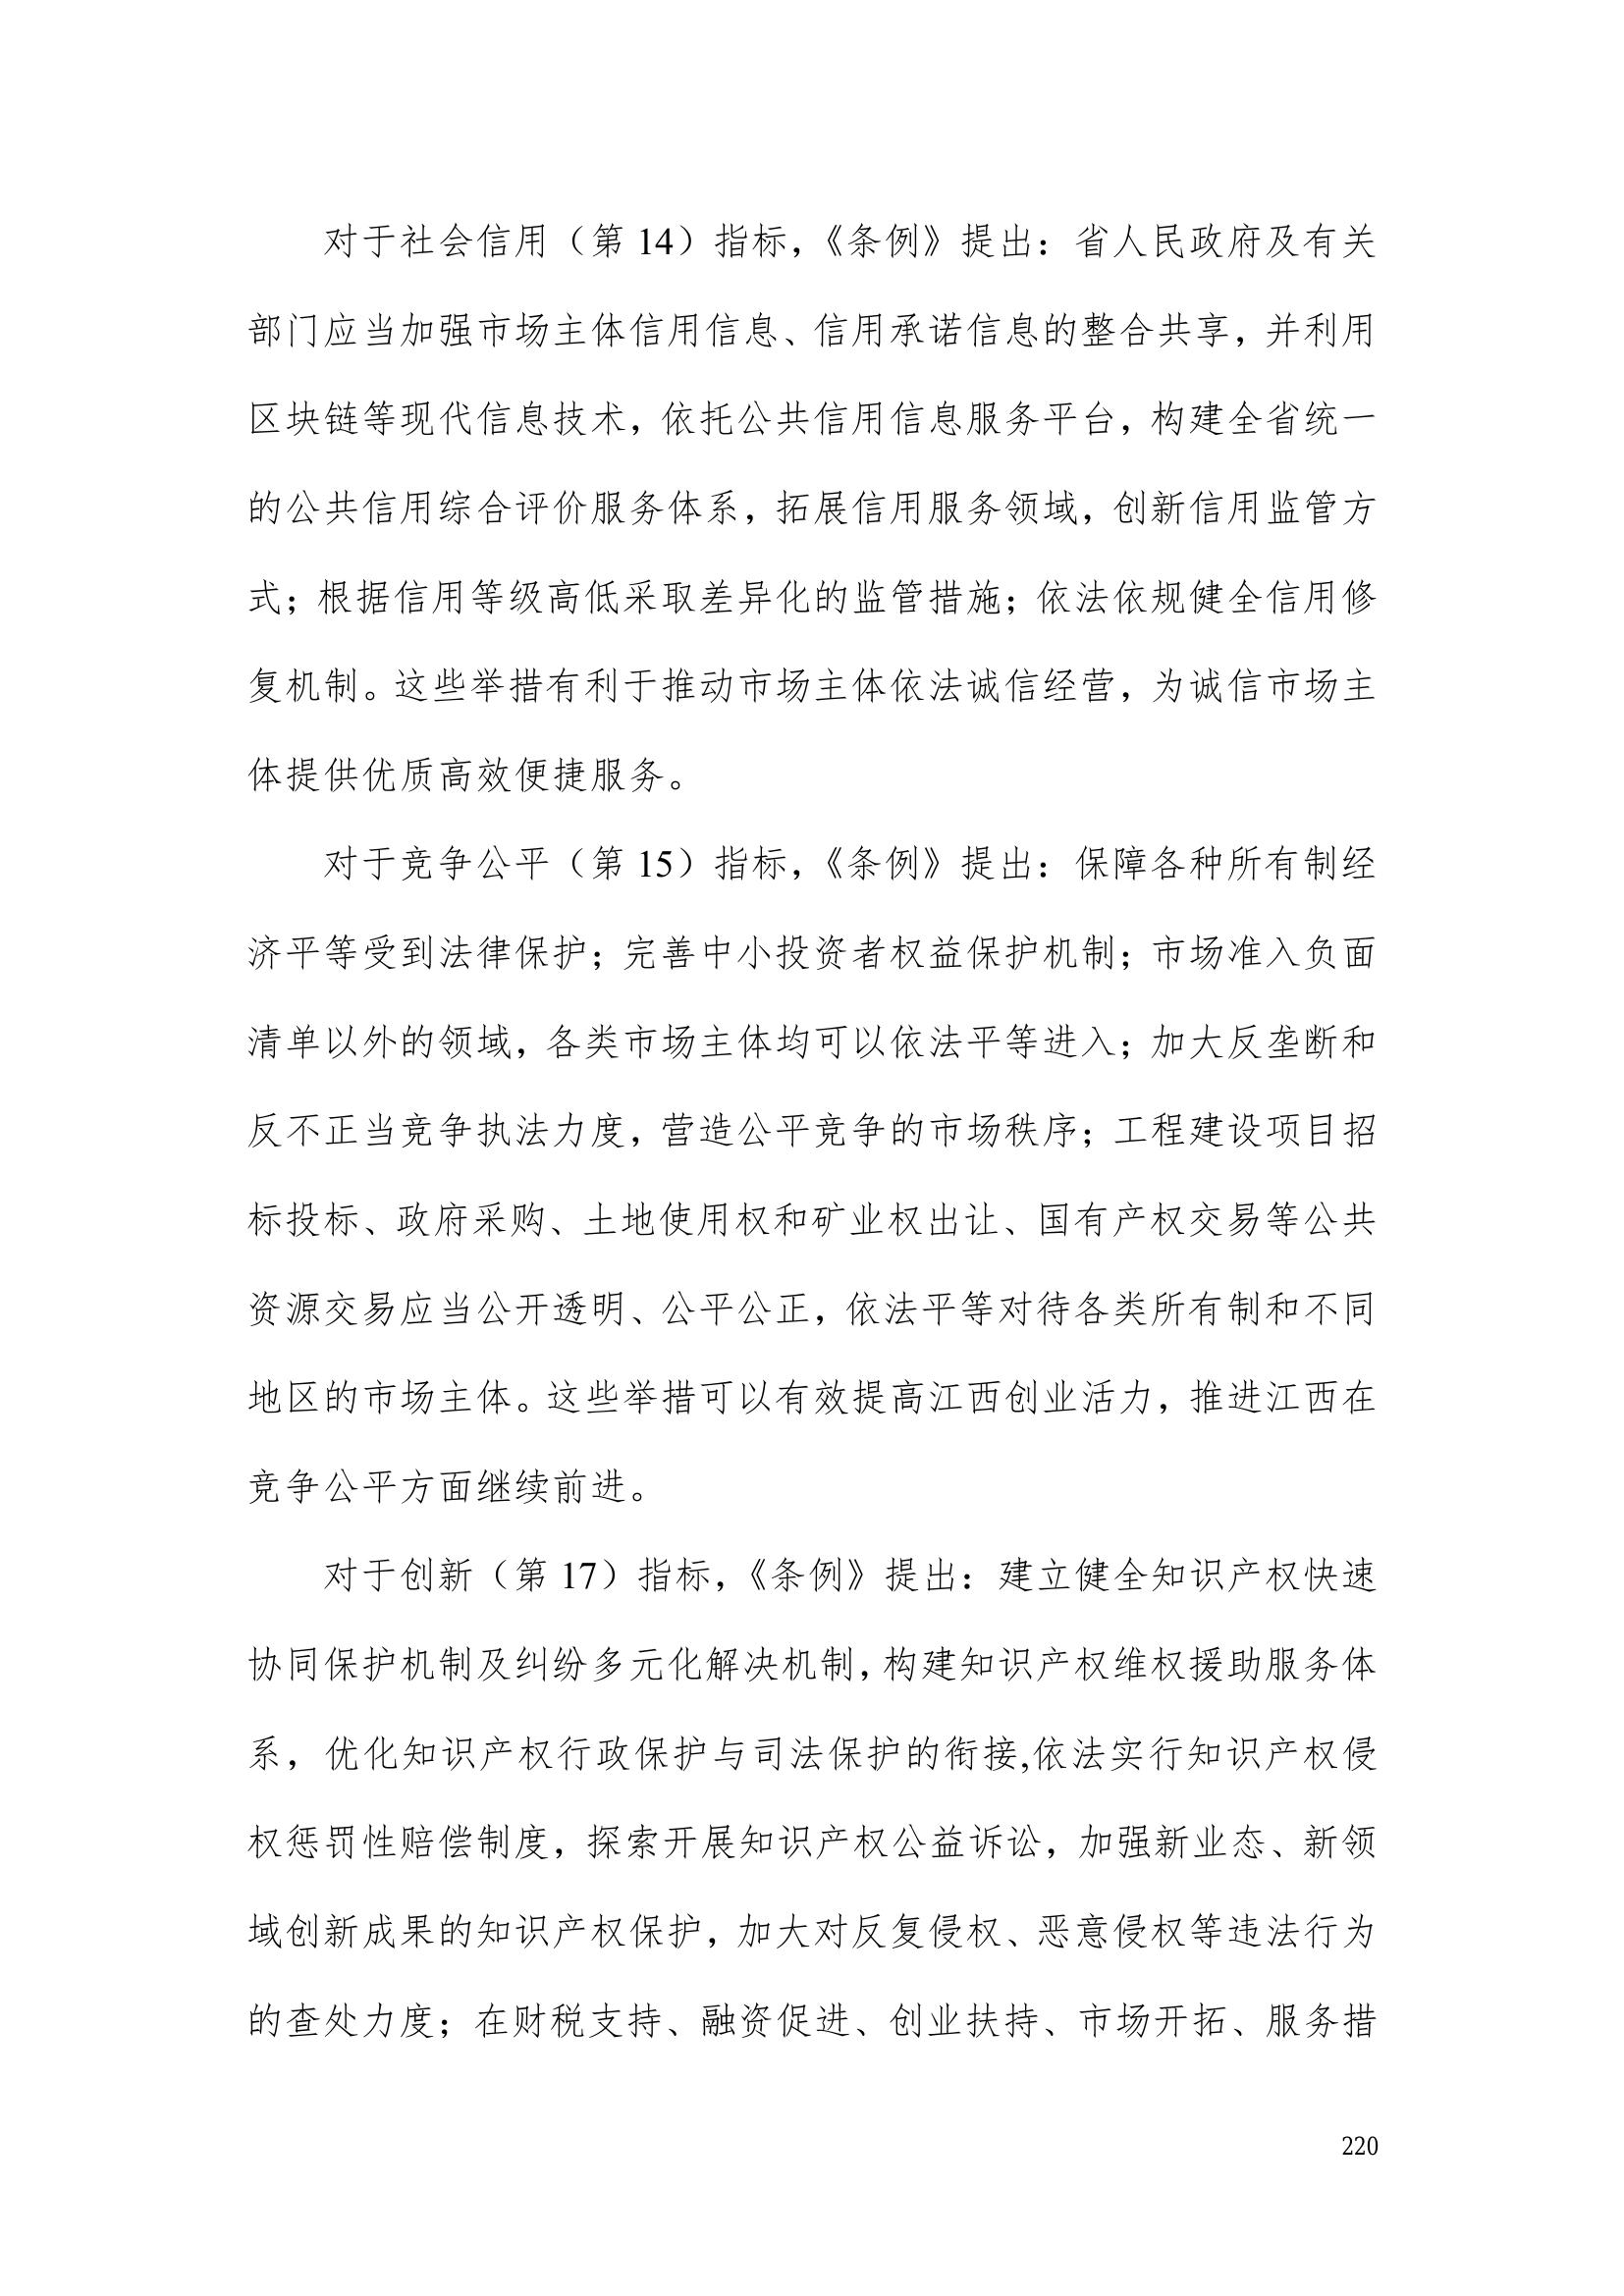 对于社会信用（第 14）指标，《条例》提出：省人民政府及有关
部门应当加强市场主体信用信息、信用承诺信息的整合共享，并利用
区块链等现代信息技术，依托公共信用信息服务平台，构建全省统一
的公共信用综合评价服务体系，拓展信用服务领域，创新信用监管方
式；根据信用等级高低采取差异化的监管措施；依法依规健全信用修
复机制。这些举措有利于推动市场主体依法诚信经营，为诚信市场主
体提供优质高效便捷服务。
对于竞争公平（第 15）指标，《条例》提出：保障各种所有制经
济平等受到法律保护；完善中小投资者权益保护机制；市场准入负面
清单以外的领域，各类市场主体均可以依法平等进入；加大反垄断和
反不正当竞争执法力度，营造公平竞争的市场秩序；工程建设项目招
标投标、政府采购、土地使用权和矿业权出让、国有产权交易等公共
资源交易应当公开透明、公平公正，依法平等对待各类所有制和不同
地区的市场主体。这些举措可以有效提高江西创业活力，推进江西在
竞争公平方面继续前进。
对于创新（第 17）指标，《条例》提出：建立健全知识产权快速
协同保护机制及纠纷多元化解决机制，构建知识产权维权援助服务体
系，优化知识产权行政保护与司法保护的衔接,依法实行知识产权侵
权惩罚性赔偿制度，探索开展知识产权公益诉讼，加强新业态、新领
域创新成果的知识产权保护，加大对反复侵权、恶意侵权等违法行为
的查处力度；在财税支持、融资促进、创业扶持、市场开拓、服务措
220